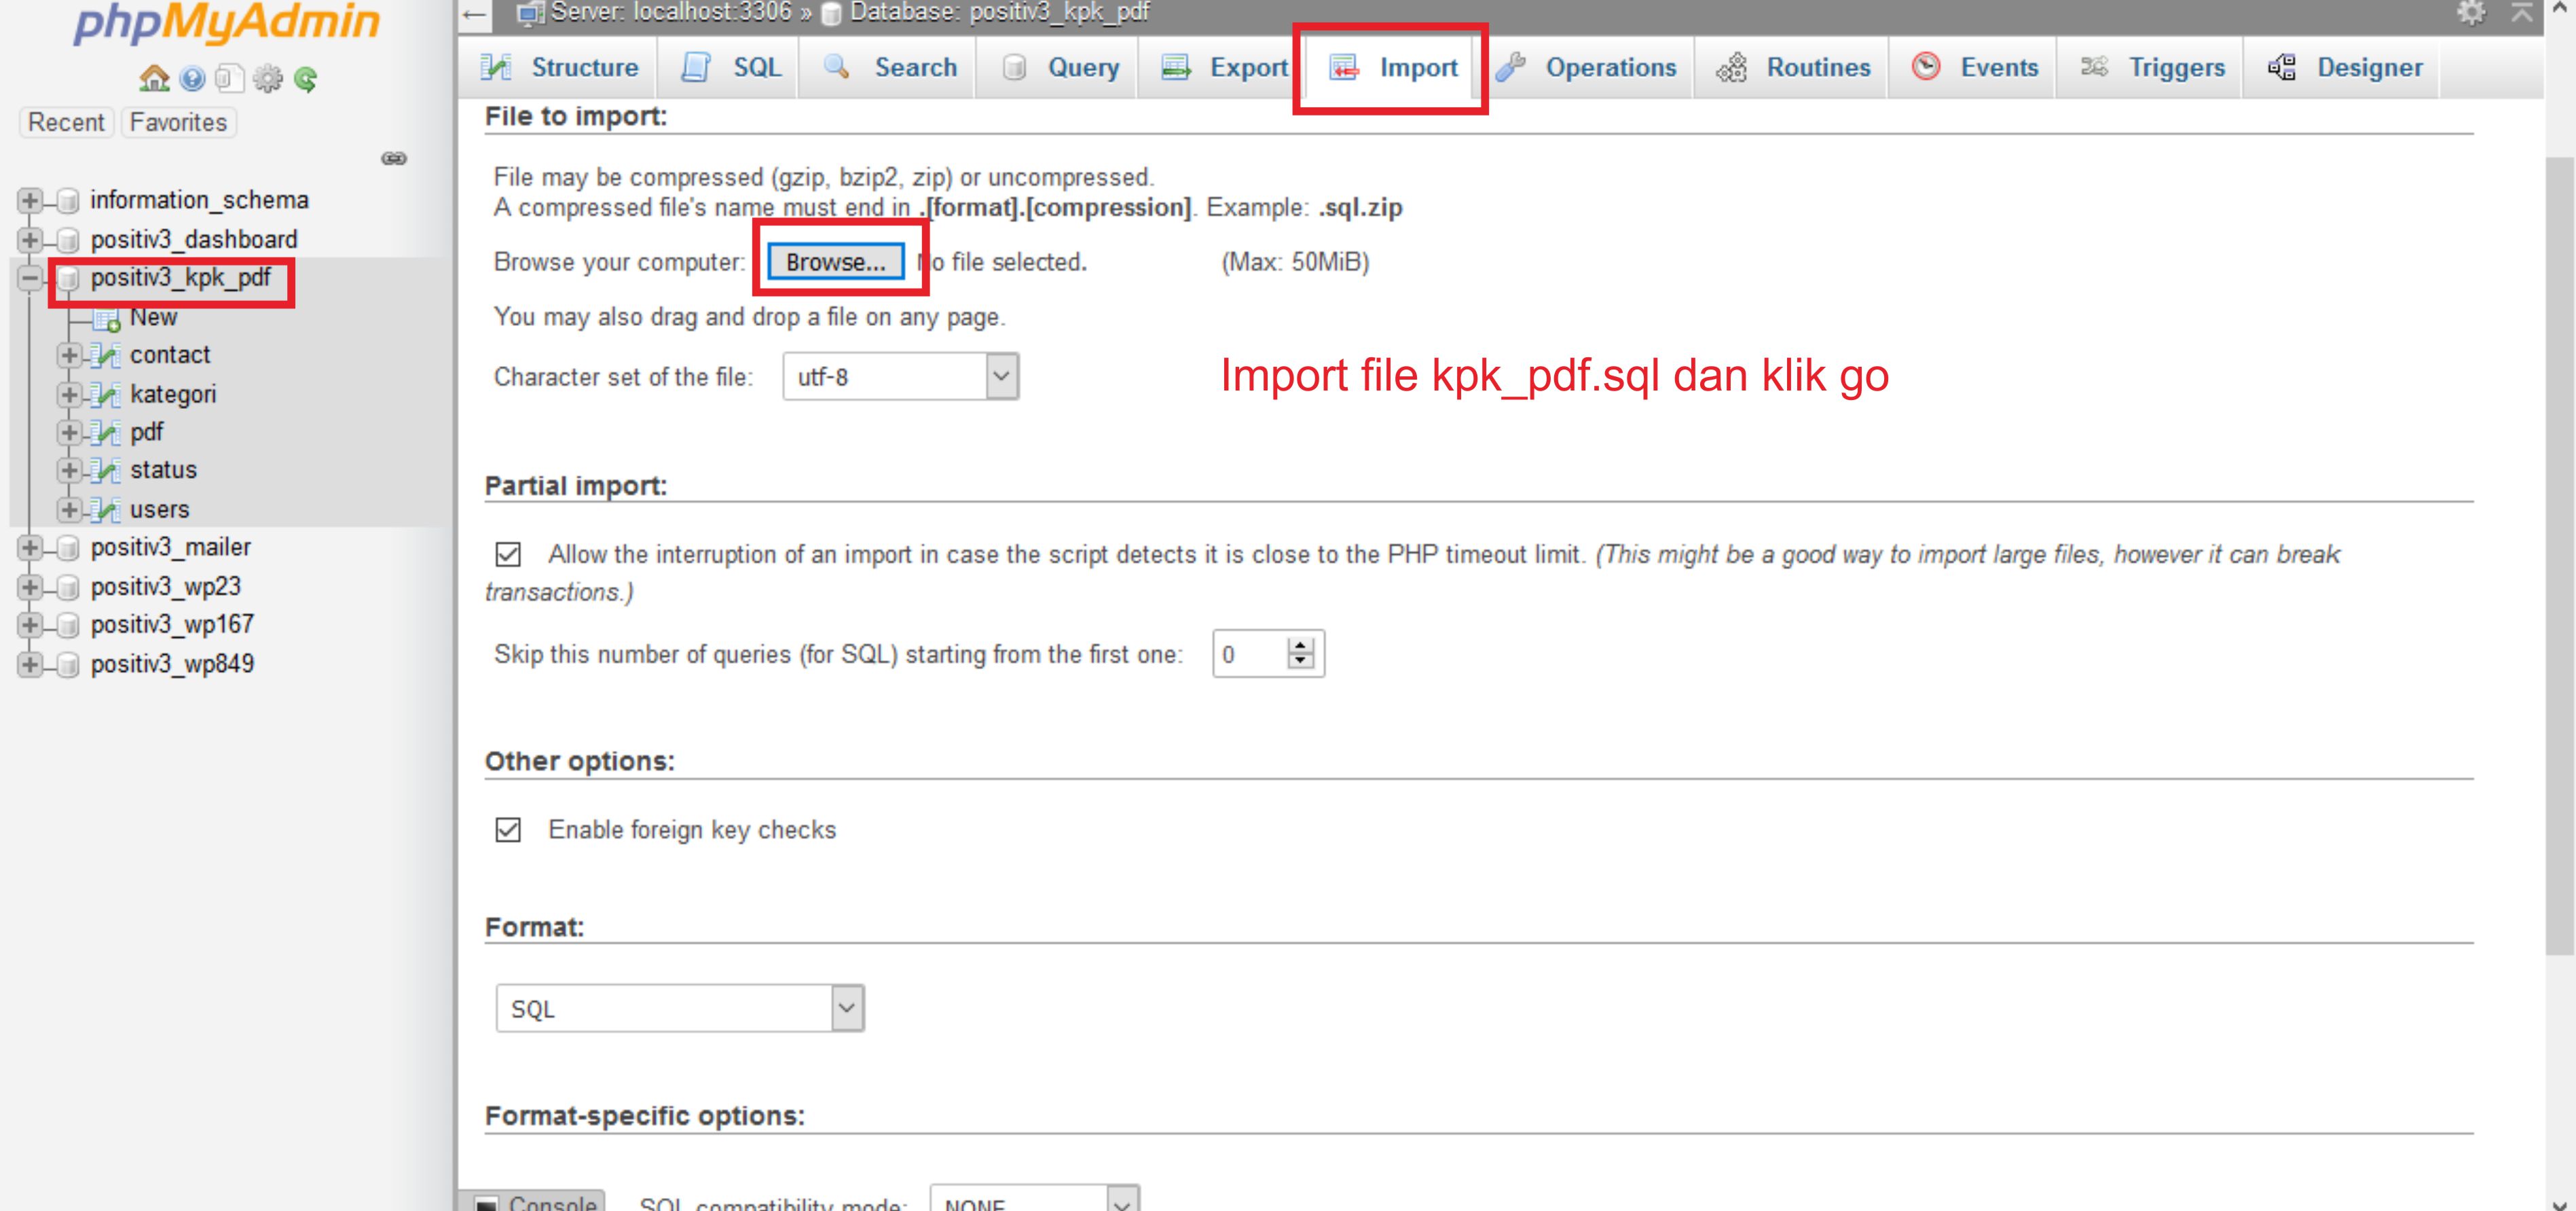 phpMyAdmin
Recent Favorites
information_schema
positiv3_dashboard
positiv3_kpk_pdf
New
contact
kategori
pdf
status
users
positiv3_mailer
positiv3_wp23
positiv3_wp167
positiv3_wp849
Server: localhost:3306 » Database: positiv3_kpk_pdf
Structure SQL Search Query Export Import Operations Routines Events Triggers Designer
File to import:
File may be compressed (gzip, bzip2, zip) or uncompressed.
A compressed file's name must end in .[format].[compression]. Example: .sql.zip
Browse your computer: Browse... No file selected. (Max: 50MiB)
You may also drag and drop a file on any page.
Character set of the file: utf-8
Import file kpk_pdf.sql dan klik go
Partial import:
Allow the interruption of an import in case the script detects it is close to the PHP timeout limit. (This might be a good way to import large files, however it can break
transactions.)
Skip this number of queries (for SQL) starting from the first one: 0
Other options:
Enable foreign key checks
Format:
SQL
Format-specific options:
Console SQL compatibility mode: NONE